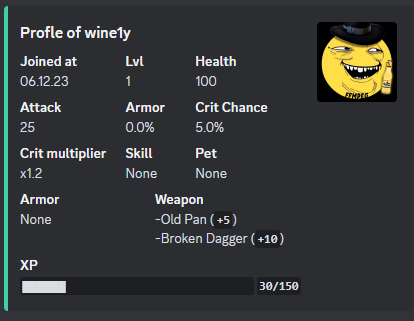 Profle of wine1y
Joined at Lvl Health
06.12.23 1 100
Attack Armor Crit Chance
25 0.0% 5.0%
Crit multiplier Skill Pet
x1.2 None None
Armor Weapon
None -Old Pan ( +5 )
-Broken Dagger ( +10 )
XP
30/150